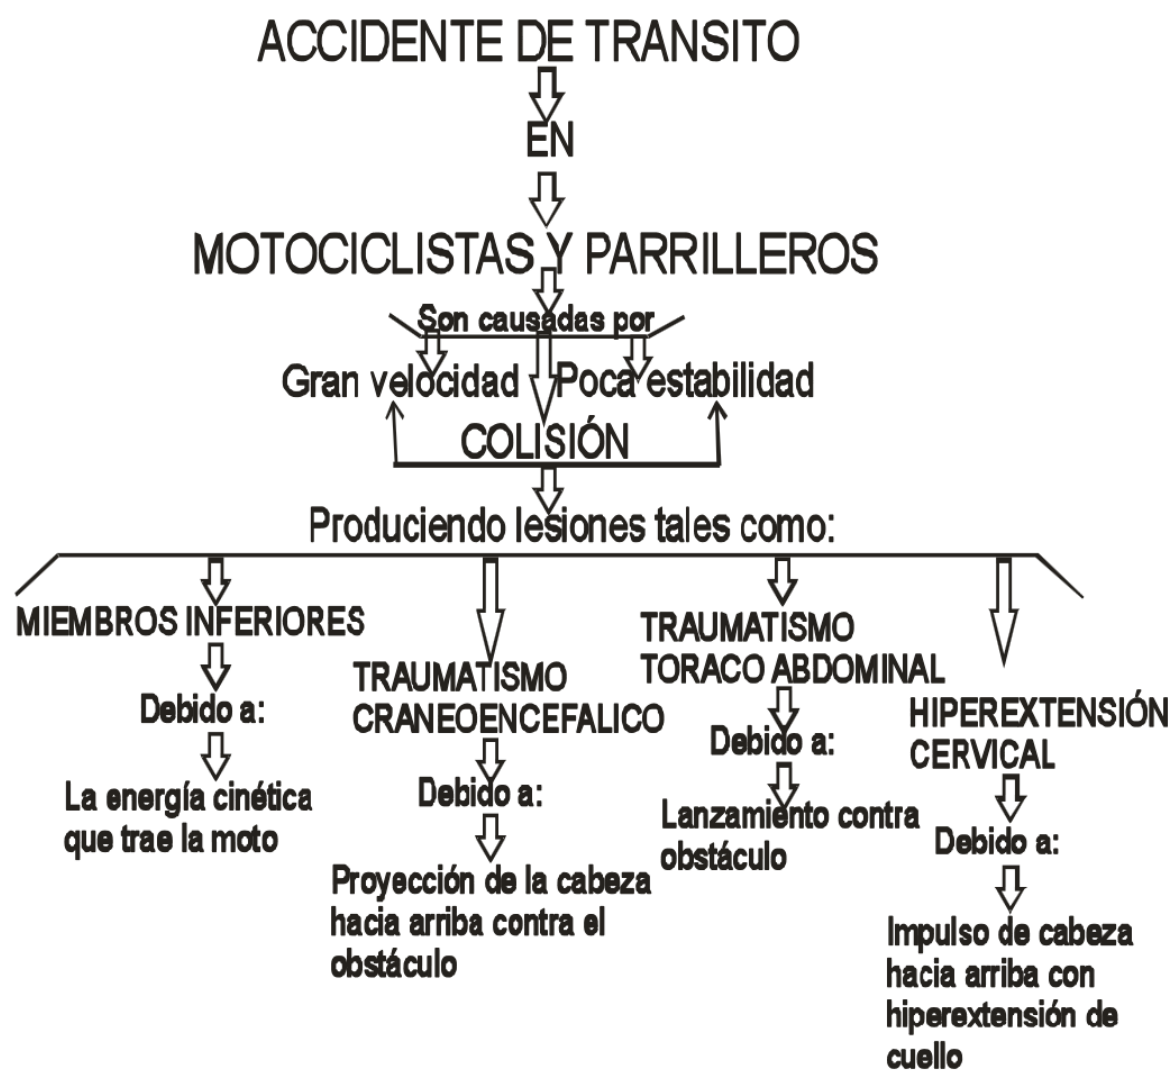 ACCIDENTE DE TRANSITO
EN
MOTOCICLISTAS Y PARRILLEROS
Son causadas por
Gran velocidad
Poca estabilidad
COLISIÓN
Produciendo lesiones tales como:
MIEMBROS INFERIORES
Debido a:
La energía cinética
que trae la moto
TRAUMATISMO
CRANEOENCEFALICO
Debido a:
Proyección de la cabeza
hacia arriba contra el
obstáculo
TRAUMATISMO
TORACO ABDOMINAL
Debido a:
Lanzamiento contra
obstáculo
HIPEREXTENSIÓN
CERVICAL
Debido a:
Impulso de cabeza
hacia arriba con
hiperextensión de
cuello